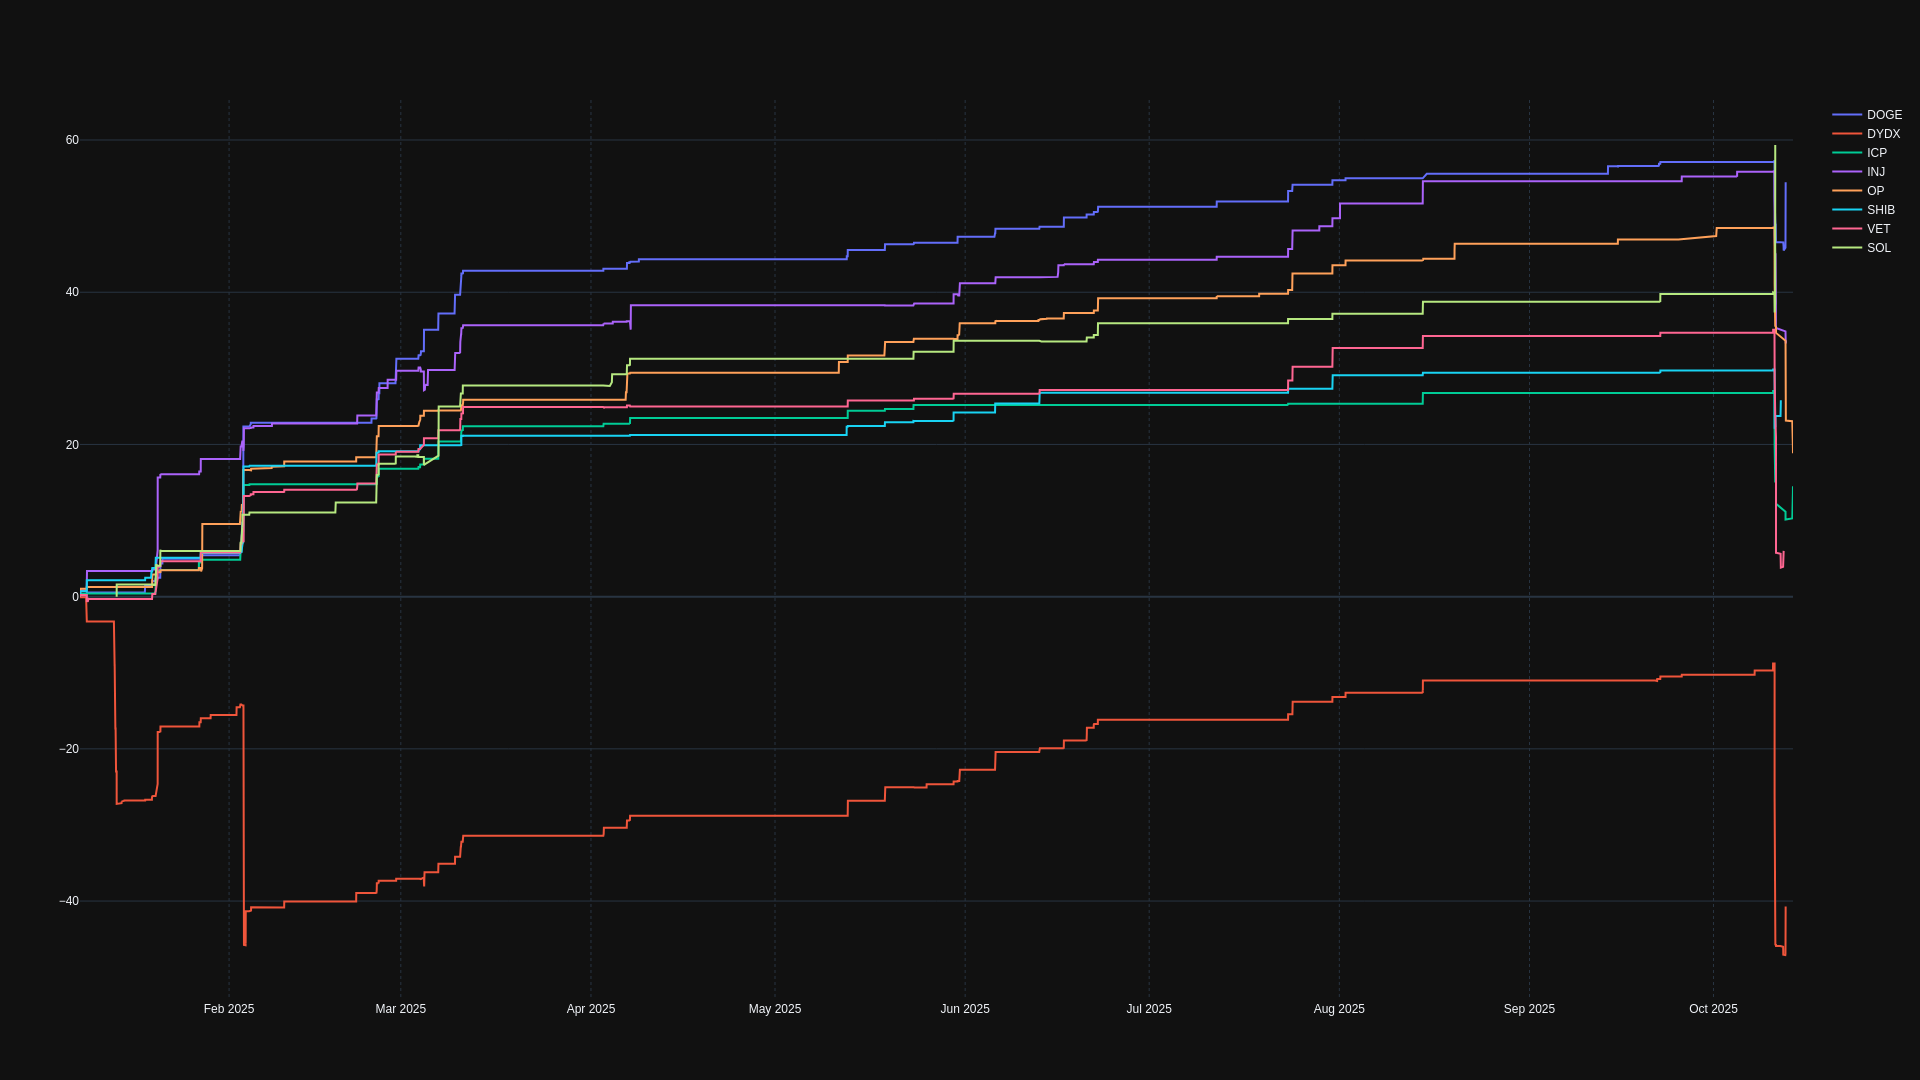 60
40
20
0
−20
−40
Feb 2025
Mar 2025
Apr 2025
May 2025
Jun 2025
Jul 2025
Aug 2025
Sep 2025
Oct 2025
DOGE
DYDX
ICP
INJ
OP
SHIB
VET
SOL